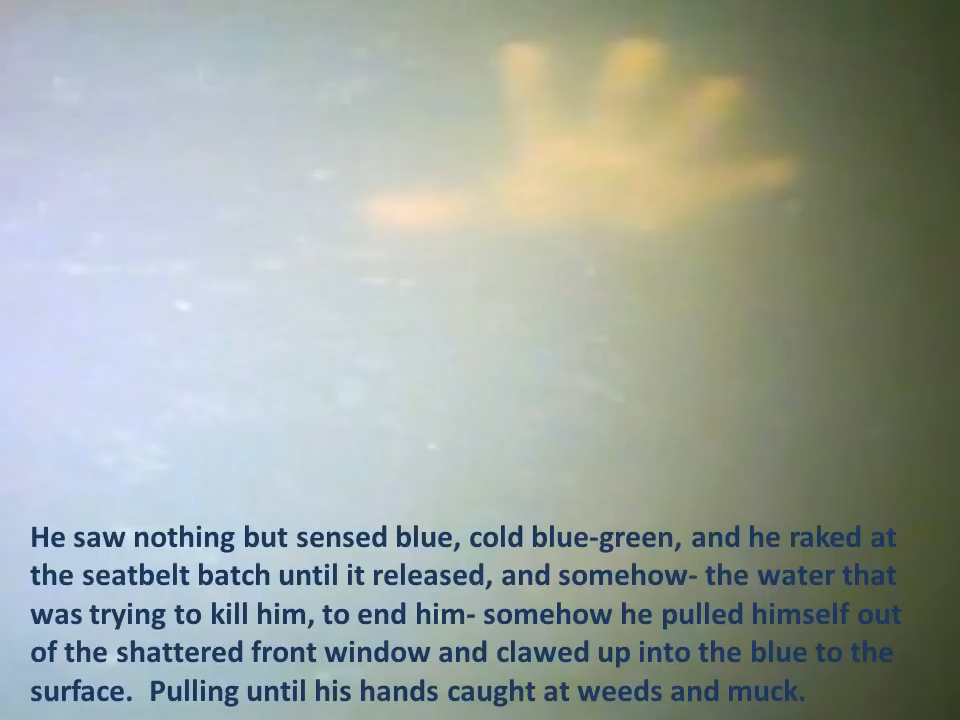 He saw nothing but sensed blue, cold blue-green, and he raked at
the seatbelt batch until it released, and somehow- the water that
was trying to kill him, to end him- somehow he pulled himself out
of the shattered front window and clawed up into the blue to the
surface.  Pulling until his hands caught at weeds and muck.